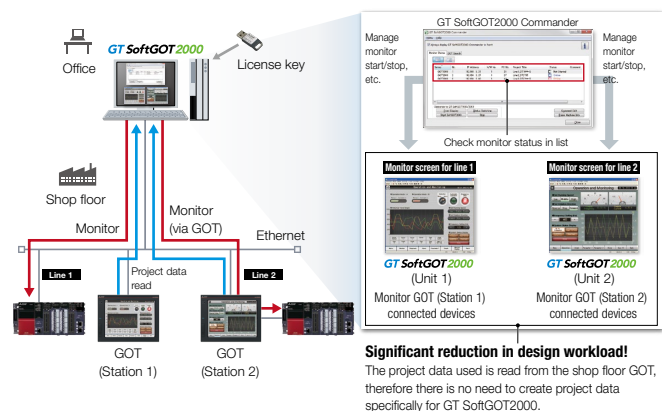 Office
GT SoftGOT2000
License key
Shop floor
Monitor
Monitor
(via GOT)
Ethernet
Line 1
Project data
read
Line 2
GOT
(Station 1)
GOT
(Station 2)
GT SoftGOT2000 Commander
Manage
monitor
start/stop,
etc.
Manage
monitor
start/stop,
etc.
Check monitor status in list
Monitor screen for line 1
Monitor screen for line 2
GT SoftGOT2000
(Unit 1)
Monitor GOT (Station 1)
connected devices
GT SoftGOT2000
(Unit 2)
Monitor GOT (Station 2)
connected devices
Significant reduction in design workload!
The project data used is read from the shop floor GOT,
therefore there is no need to create project data
specifically for GT SoftGOT2000.